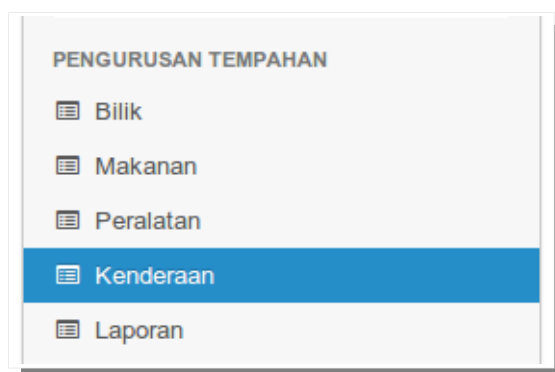 PENGURUSAN TEMPAHAN
Bilik
Makanan
Peralatan
Kenderaan
Laporan